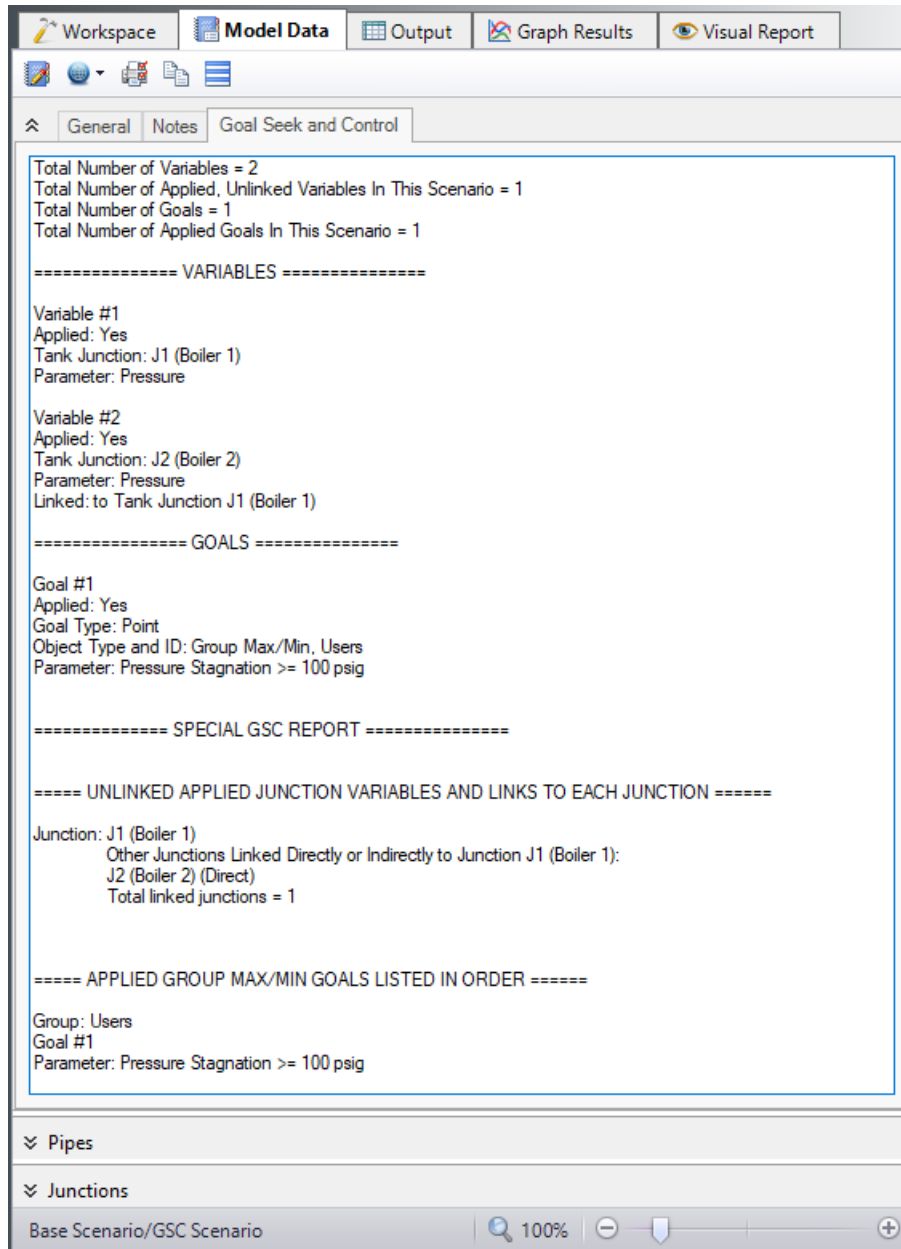 Workspace
Model Data
Output
Graph Results
Visual Report
General
Notes
Goal Seek and Control
Total Number of Variables = 2
Total Number of Applied, Unlinked Variables In This Scenario = 1
Total Number of Goals = 1
Total Number of Applied Goals In This Scenario = 1
=============== VARIABLES ===============
Variable #1
Applied: Yes
Tank Junction: J1 (Boiler 1)
Parameter: Pressure
Variable #2
Applied: Yes
Tank Junction: J2 (Boiler 2)
Parameter: Pressure
Linked: to Tank Junction J1 (Boiler 1)
================ GOALS ===============
Goal #1
Applied: Yes
Goal Type: Point
Object Type and ID: Group Max/Min, Users
Parameter: Pressure Stagnation >= 100 psig
============== SPECIAL GSC REPORT ===============
===== UNLINKED APPLIED JUNCTION VARIABLES AND LINKS TO EACH JUNCTION ======
Junction: J1 (Boiler 1)
Other Junctions Linked Directly or Indirectly to Junction J1 (Boiler 1):
J2 (Boiler 2) (Direct)
Total linked junctions = 1
===== APPLIED GROUP MAX/MIN GOALS LISTED IN ORDER ======
Group: Users
Goal #1
Parameter: Pressure Stagnation >= 100 psig
Pipes
Junctions
Base Scenario/GSC Scenario
100%